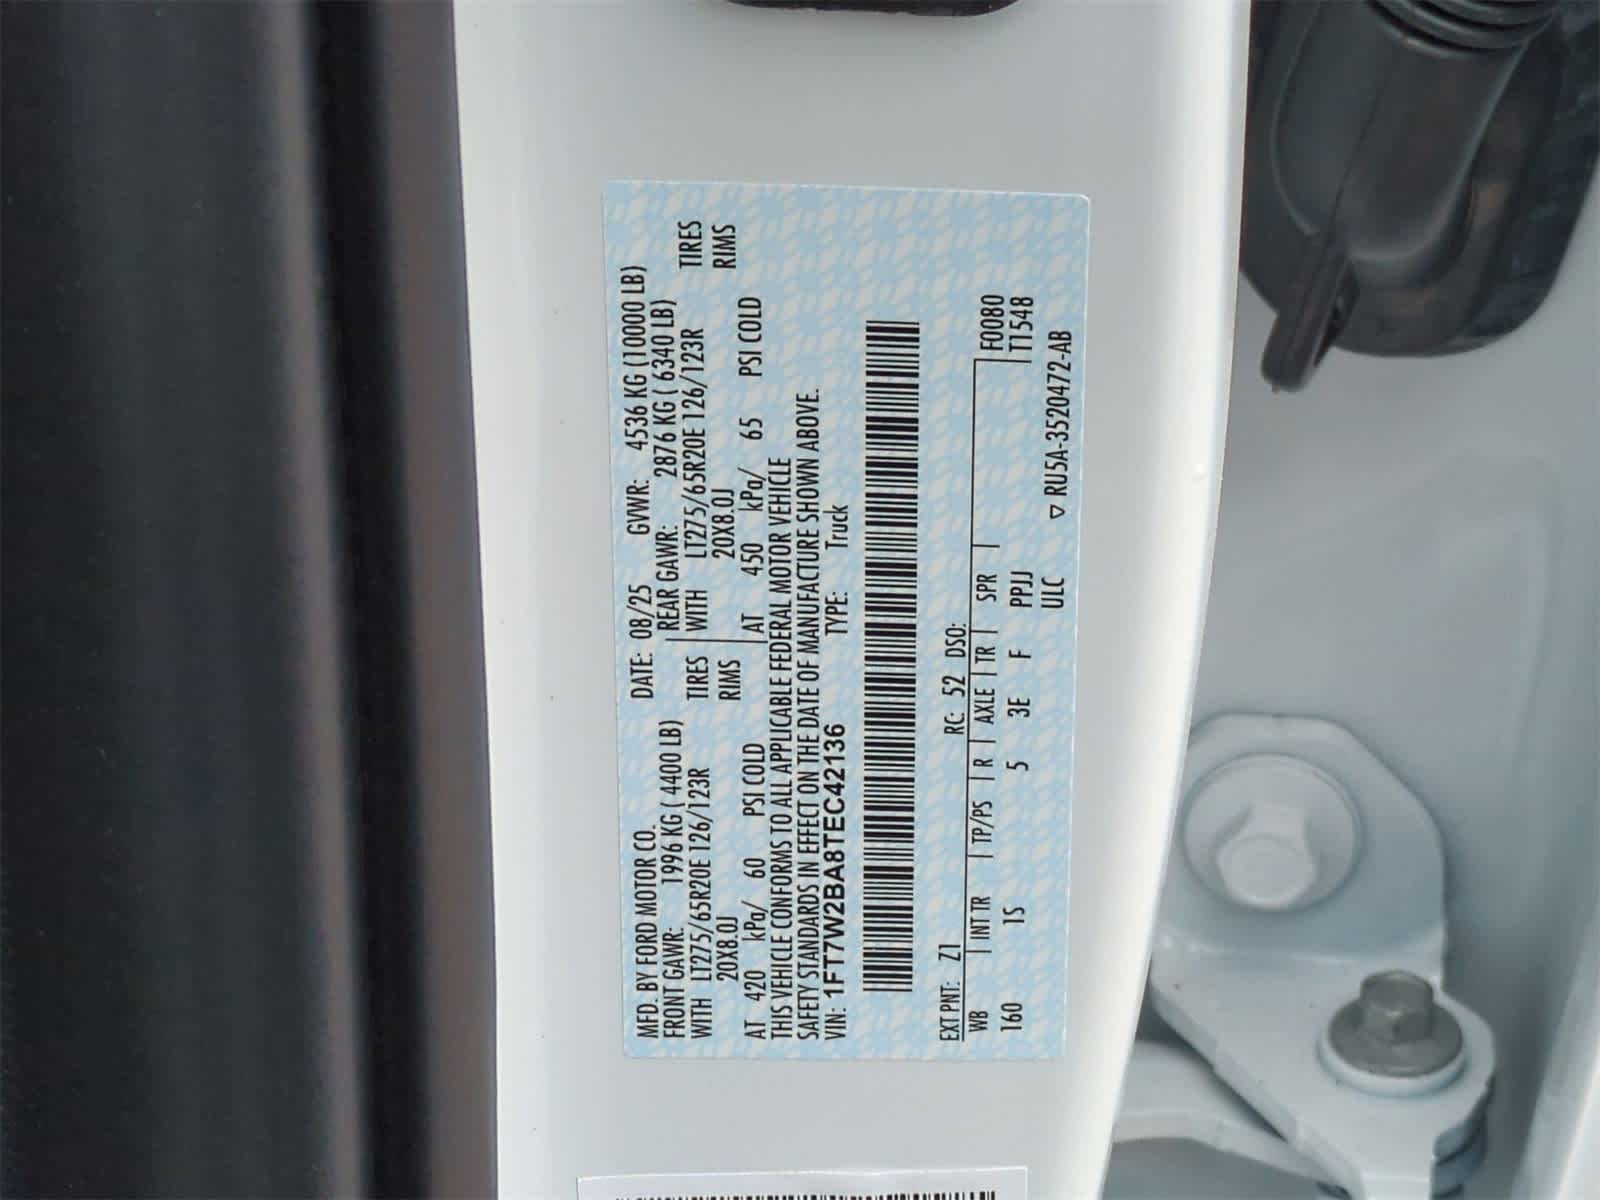 MFD. BY FORD MOTOR CO.
DATE: 08/25 GVWR: 4536 KG (10000 LB)
FRONT GAWR: 1996 KG ( 4400 LB) REAR GAWR: 2876 KG ( 6340 LB)
WITH LT275/65R20E 126/123R TIRES WITH LT275/65R20E 126/123R TIRES
20X8.0J RIMS 20X8.0J RIMS
AT 420 kPa/ 60 PSI COLD AT 450 kPa/ 65 PSI COLD
THIS VEHICLE CONFORMS TO ALL APPLICABLE FEDERAL MOTOR VEHICLE
SAFETY STANDARDS IN EFFECT ON THE DATE OF MANUFACTURE SHOWN ABOVE.
VIN: 1FT7W2BA8TEC42136 TYPE: Truck
EXT PNT: Z1 RC: 52 DSO:
WB INT TR TP/PS R AXLE TR SPR F0080
160 1S 5 3E F PPJJ T1548
ULC ▽ RU5A-3520472-AB